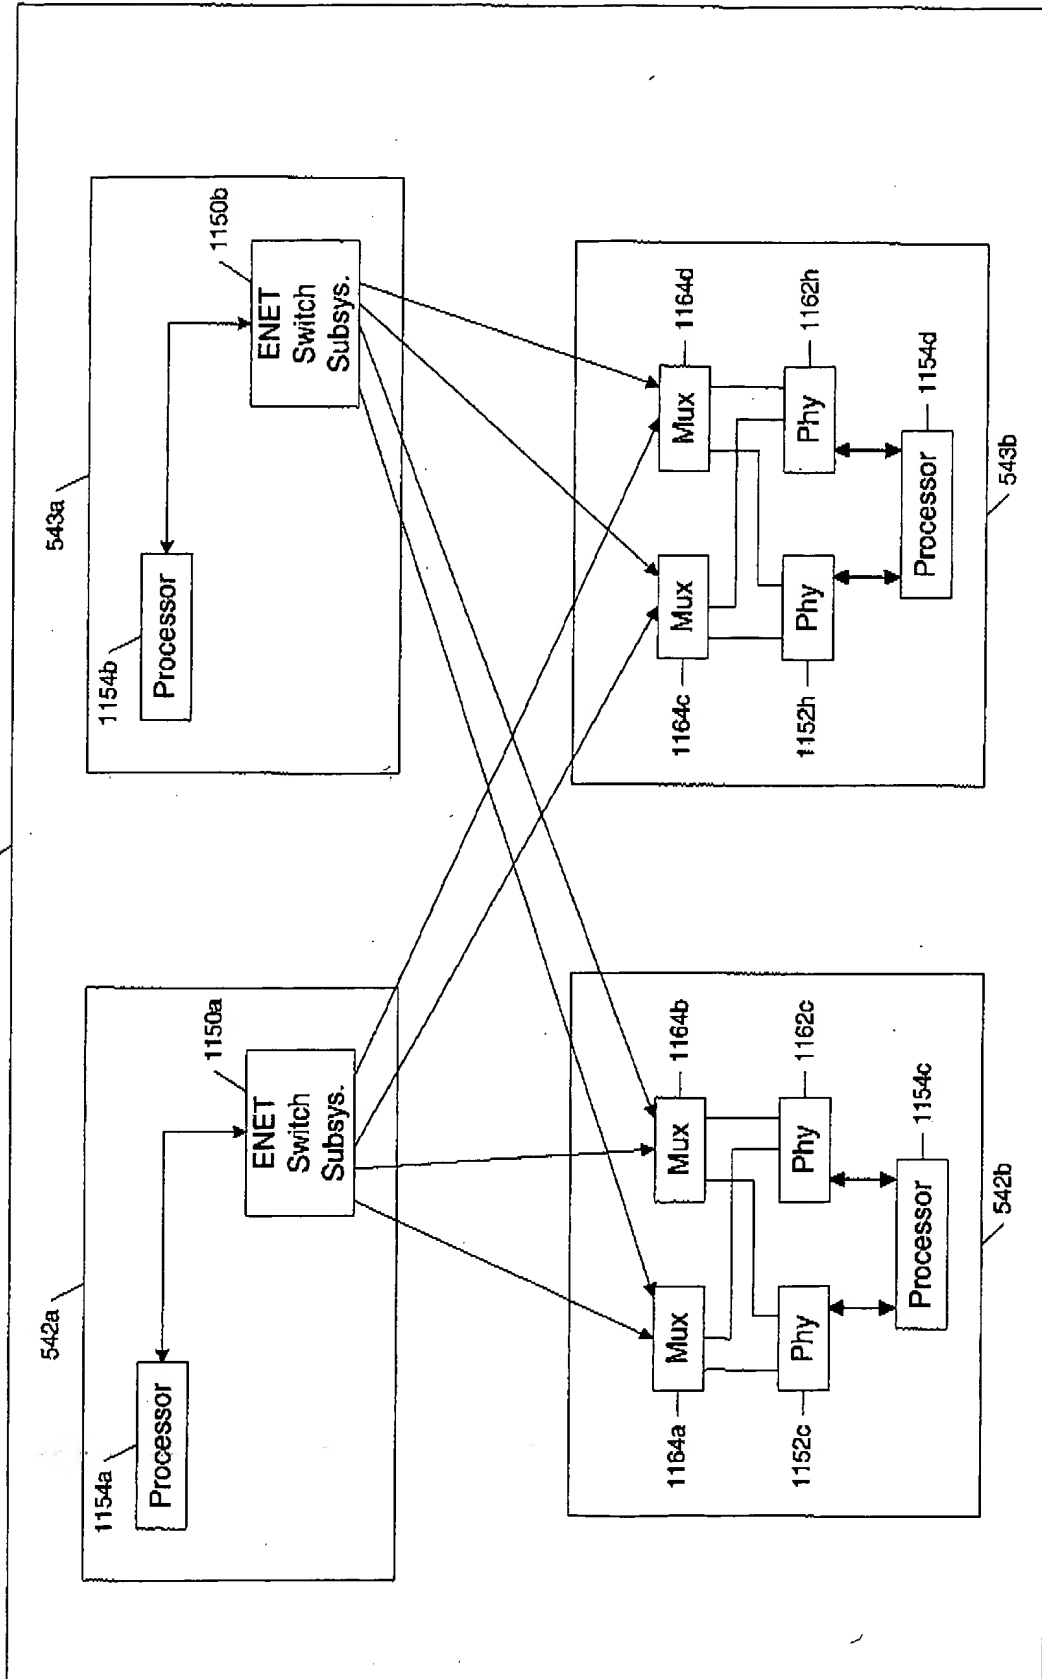 542a
1154a
Processor
1150a
ENET
Switch
Subsys.
543a
1154b
Processor
1150b
ENET
Switch
Subsys.
1164a
Mux
Mux
1164b
1152c
Phy
Phy
1162c
Processor
1154c
542b
1164c
Mux
Mux
1164d
1152h
Phy
Phy
1162h
Processor
1154d
543b